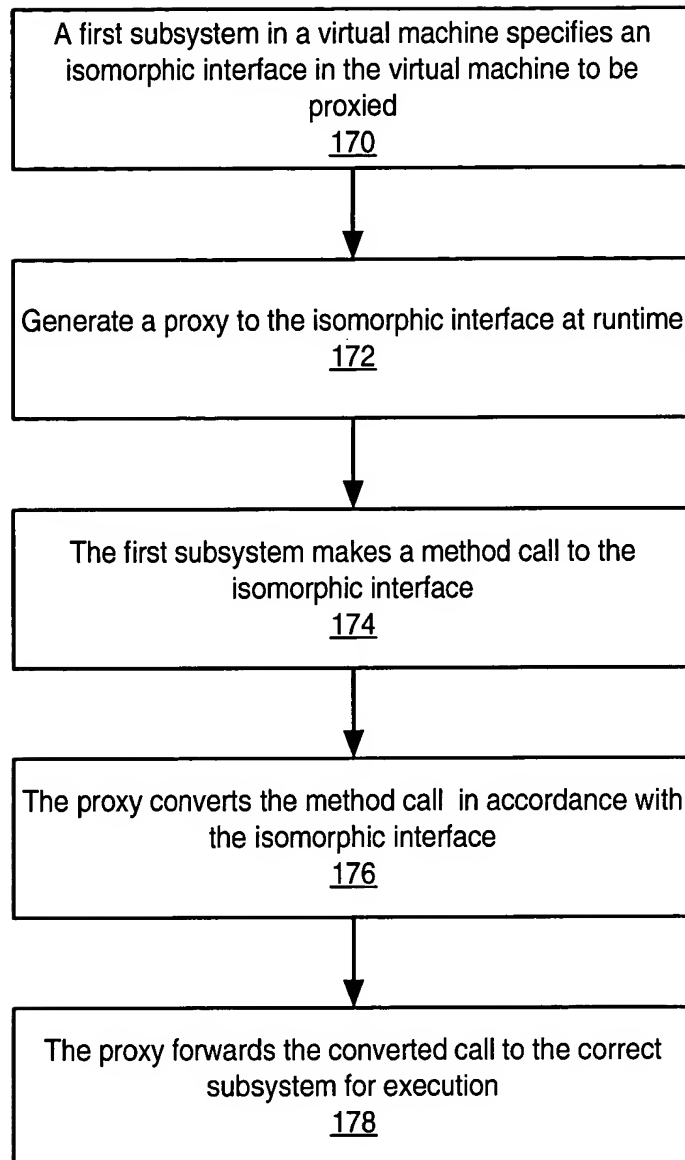 A first subsystem in a virtual machine specifies an
isomorphic interface in the virtual machine to be
proxied
170
Generate a proxy to the isomorphic interface at runtime
172
The first subsystem makes a method call to the
isomorphic interface
174
The proxy converts the method call in accordance with
the isomorphic interface
176
The proxy forwards the converted call to the correct
subsystem for execution
178